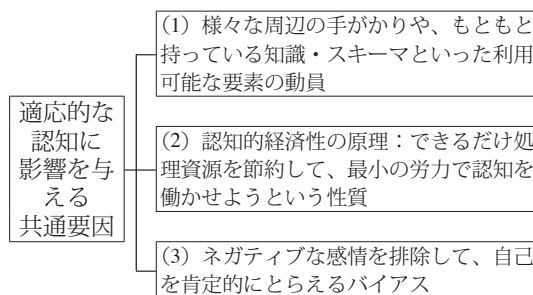 適応的な
認知に
影響を与
える
共通要因
(1) 様々な周辺の手がかりや、もともと
持っている知識・スキーマといった利用
可能な要素の動員
(2) 認知的経済性の原理：できるだけ処
理資源を節約して、最小の労力で認知を
働かせようという性質
(3) ネガティブな感情を排除して、自己
を肯定的にとらえるバイアス